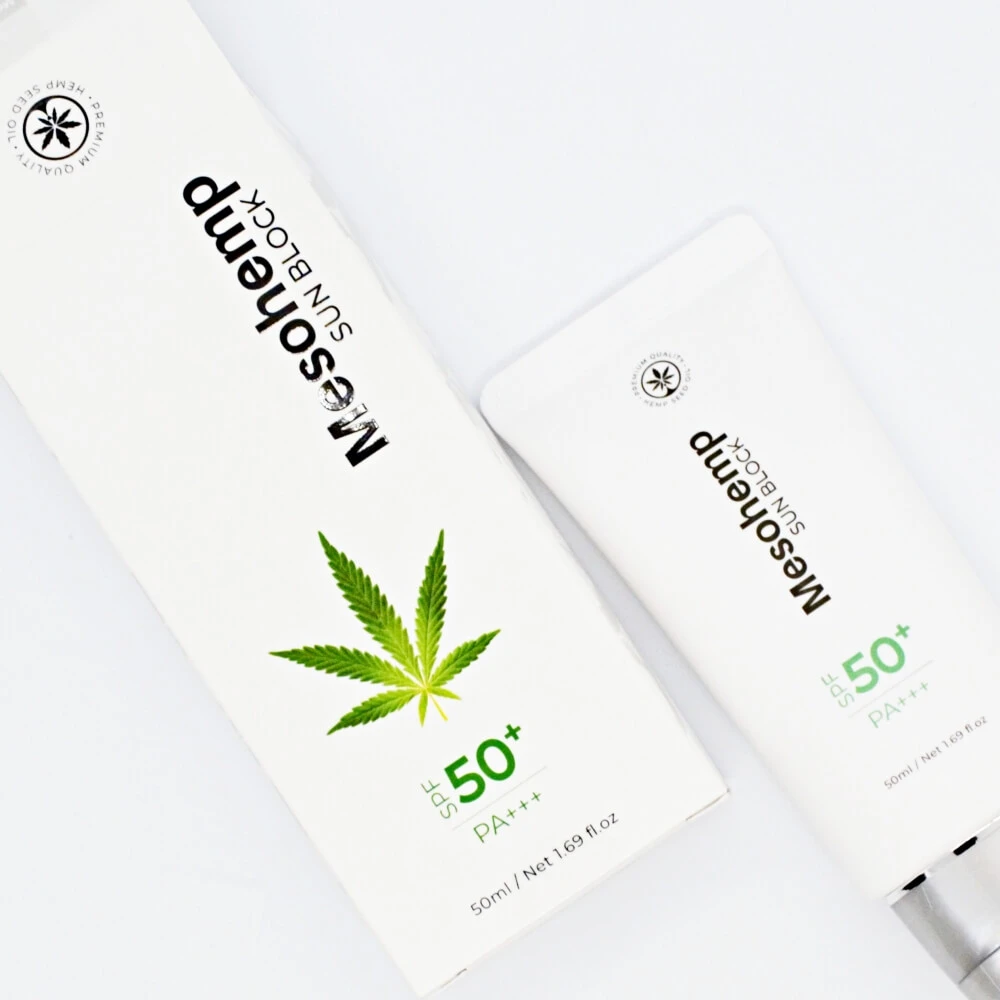 PREMIUM QUALITY • HEMP SEED OIL •
Mesohemp
SUN BLOCK
SPF 50+
PA+++
50ml / Net 1.69 fl.oz
PREMIUM QUALITY • HEMP SEED OIL •
Mesohemp
SUN BLOCK
SPF 50+
PA+++
50ml / Net 1.69 fl.oz